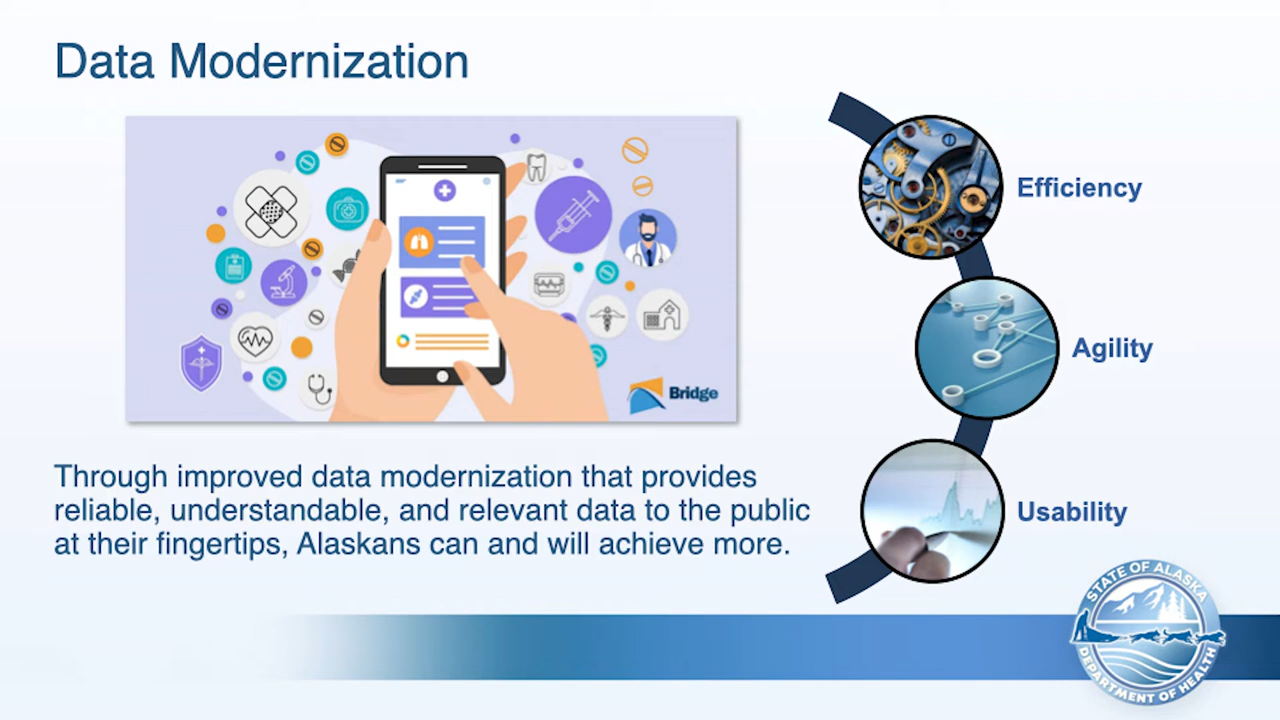 Data Modernization
Bridge
Through improved data modernization that provides
reliable, understandable, and relevant data to the public
at their fingertips, Alaskans can and will achieve more.
Efficiency
Agility
Usability
STATE OF ALASKA
DEPARTMENT OF HEALTH